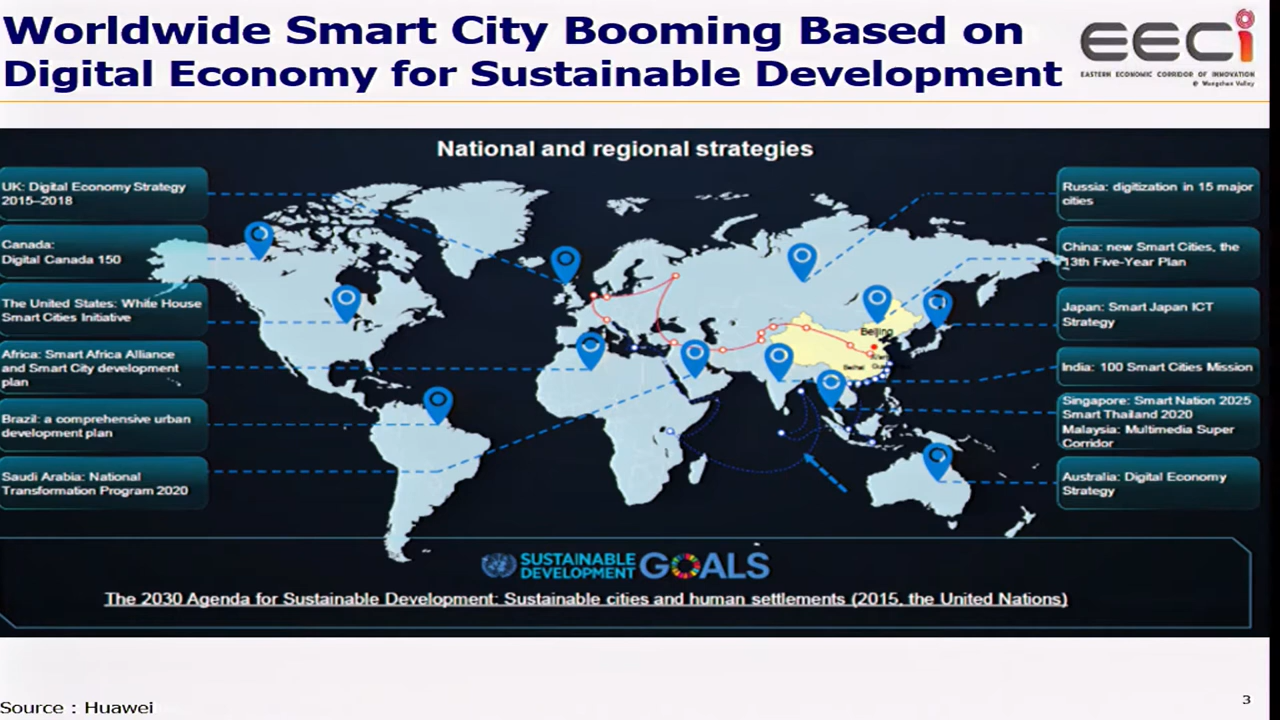 Worldwide Smart City Booming Based on
Digital Economy for Sustainable Development
eeci
EASTERN ECONOMIC CORRIDOR OF INNOVATION
@ Wangchan Valley
National and regional strategies
UK: Digital Economy Strategy
2015–2018
Canada:
Digital Canada 150
The United States: White House
Smart Cities Initiative
Africa: Smart Africa Alliance
and Smart City development
plan
Brazil: a comprehensive urban
development plan
Saudi Arabia: National
Transformation Program 2020
Beijing
Russia: digitization in 15 major
cities
China: new Smart Cities, the
13th Five-Year Plan
Japan: Smart Japan ICT
Strategy
India: 100 Smart Cities Mission
Singapore: Smart Nation 2025
Smart Thailand 2020
Malaysia: Multimedia Super
Corridor
Australia: Digital Economy
Strategy
SUSTAINABLE
DEVELOPMENT GOALS
The 2030 Agenda for Sustainable Development: Sustainable cities and human settlements (2015, the United Nations)
Source : Huawei
3